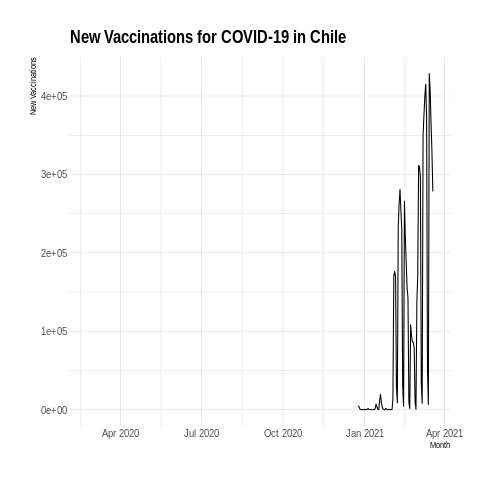 New Vaccinations for COVID-19 in Chile
New Vaccinations
4e+05
3e+05
2e+05
1e+05
0e+00
Apr 2020 Jul 2020 Oct 2020 Jan 2021 Apr 2021
Month